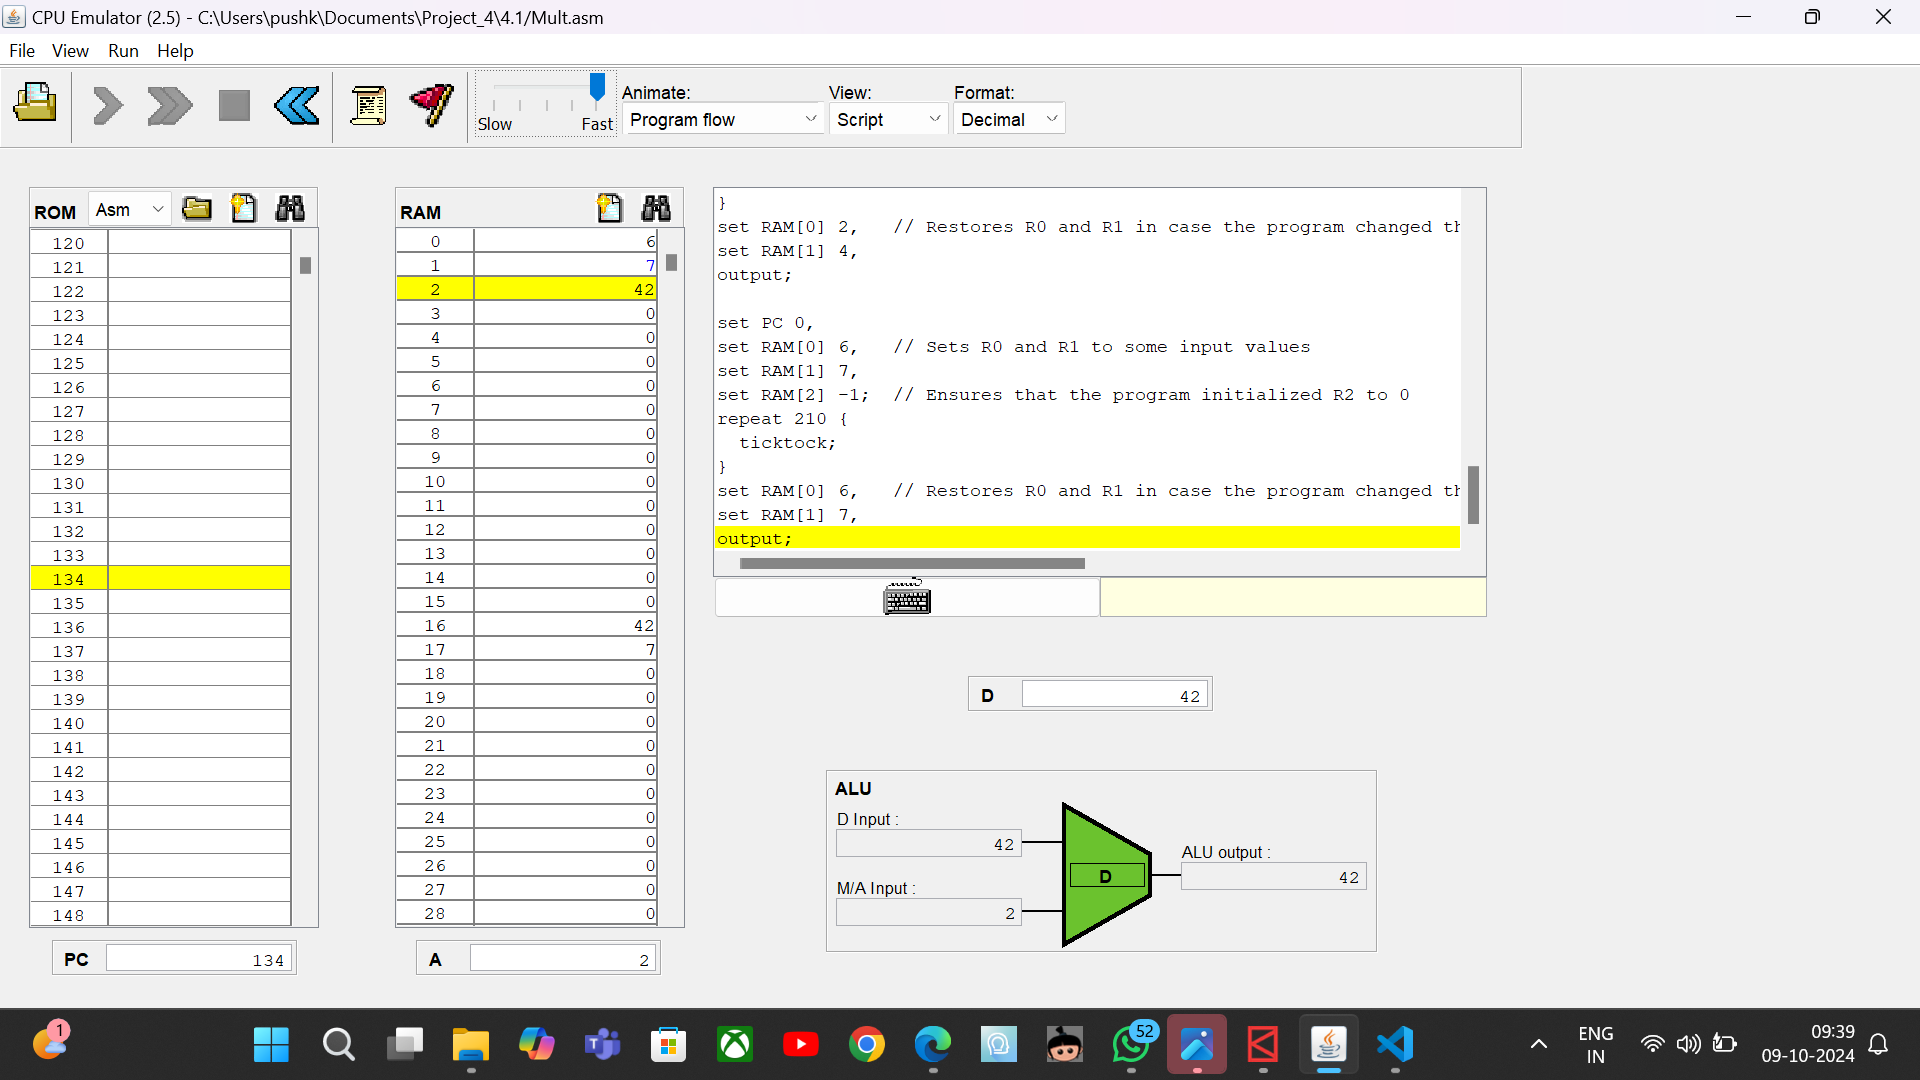 CPU Emulator (2.5) - C:\Users\pushk\Documents\Project_4\4.1/Mult.asm
File View Run Help
Slow Fast
Animate:
Program flow
View:
Script
Format:
Decimal
ROM Asm
120
121
122
123
124
125
126
127
128
129
130
131
132
133
134
135
136
137
138
139
140
141
142
143
144
145
146
147
148
PC 134
RAM
0 6
1 7
2 42
3 0
4 0
5 0
6 0
7 0
8 0
9 0
10 0
11 0
12 0
13 0
14 0
15 0
16 42
17 7
18 0
19 0
20 0
21 0
22 0
23 0
24 0
25 0
26 0
27 0
28 0
A 2
}
set RAM[0] 2, // Restores R0 and R1 in case the program changed th
set RAM[1] 4,
output;
set PC 0,
set RAM[0] 6, // Sets R0 and R1 to some input values
set RAM[1] 7,
set RAM[2] -1; // Ensures that the program initialized R2 to 0
repeat 210 {
ticktock;
}
set RAM[0] 6, // Restores R0 and R1 in case the program changed th
set RAM[1] 7,
output;
D 42
ALU
D Input :
42
M/A Input :
2
D
ALU output :
42
1
52
ENG
IN
09:39
09-10-2024